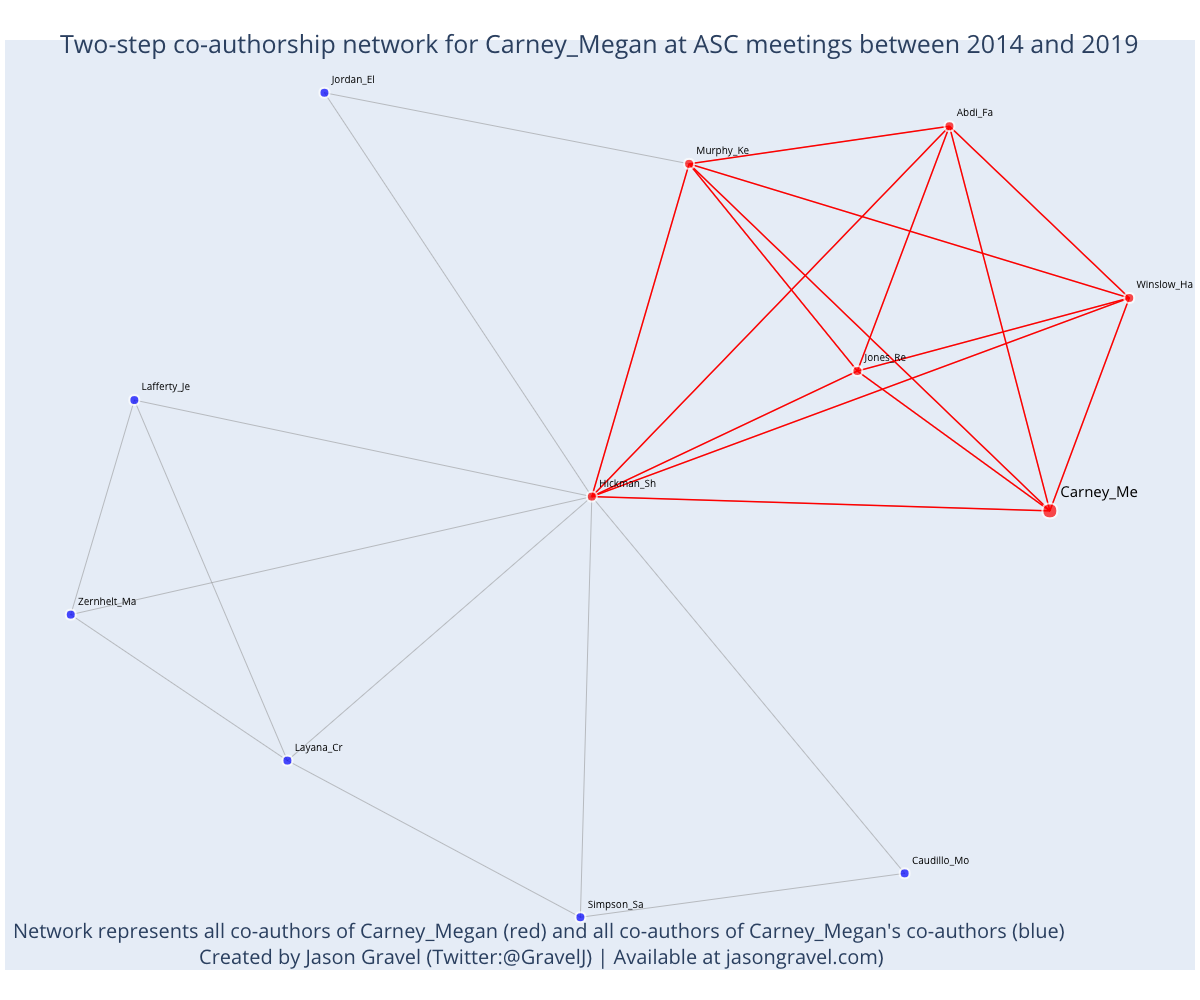 Two-step co-authorship network for Carney_Megan at ASC meetings between 2014 and 2019
Jordan_El
Abdi_Fa
Murphy_Ke
Winslow_Ha
Jones_Re
Lafferty_Je
Hickman_Sh
Carney_Me
Zernhelt_Ma
Layana_Cr
Caudillo_Mo
Simpson_Sa
Network represents all co-authors of Carney_Megan (red) and all co-authors of Carney_Megan's co-authors (blue)
Created by Jason Gravel (Twitter:@GravelJ) | Available at jasongravel.com)